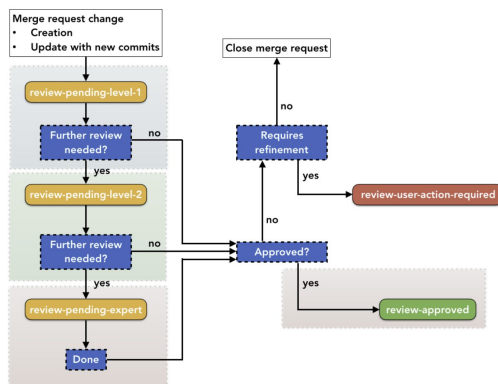 Merge request change
• Creation
• Update with new commits
Close merge request
review-pending-level-1
no
Further review
needed?
no
Requires
refinement
yes
yes
review-pending-level-2
review-user-action-required
no
Further review
needed?
no
Approved?
yes
yes
review-pending-expert
review-approved
Done